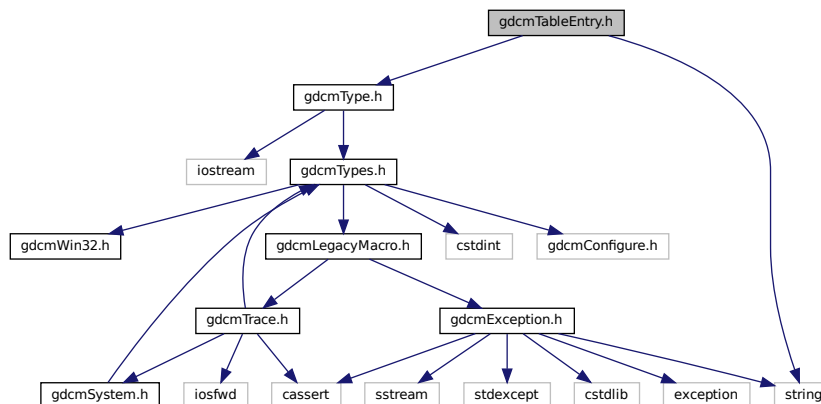 gdcmTableEntry.h
gdcmType.h
iostream
gdcmTypes.h
gdcmWin32.h
gdcmLegacyMacro.h
cstdint
gdcmConfigure.h
gdcmTrace.h
gdcmException.h
gdcmSystem.h
iosfwd
cassert
sstream
stdexcept
cstdlib
exception
string